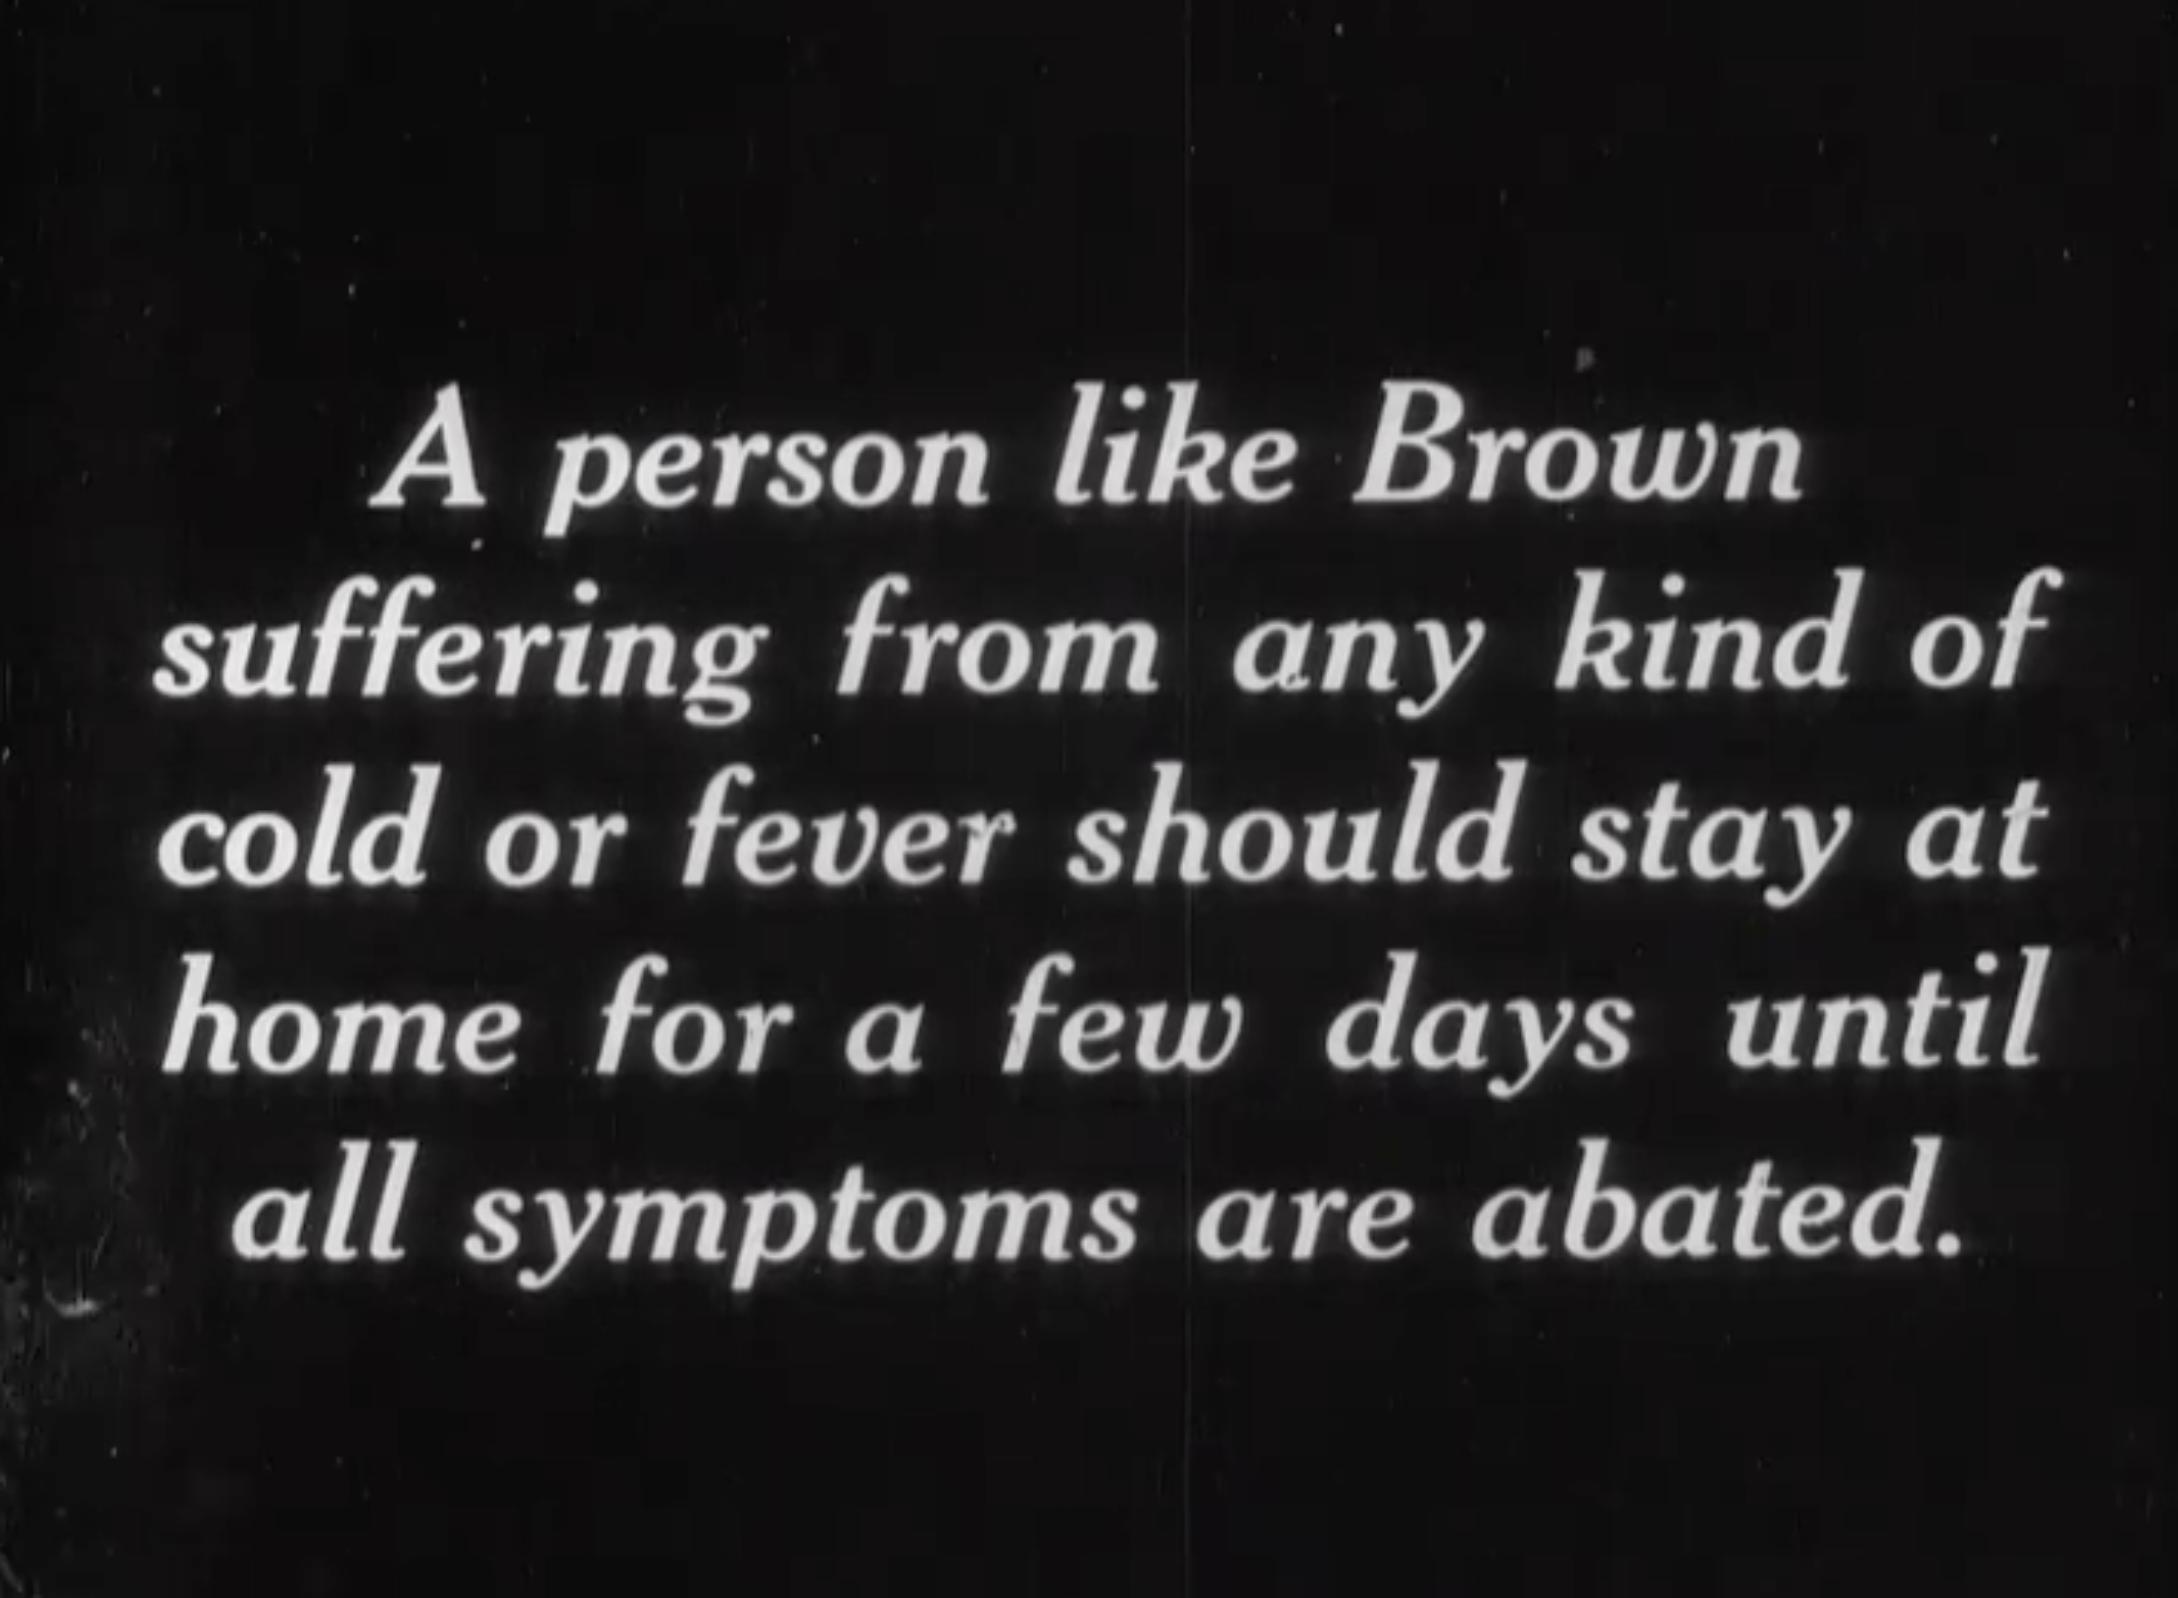 A person like Brown
suffering from any kind of
cold or fever should stay at
home for a few days until
all symptoms are abated.